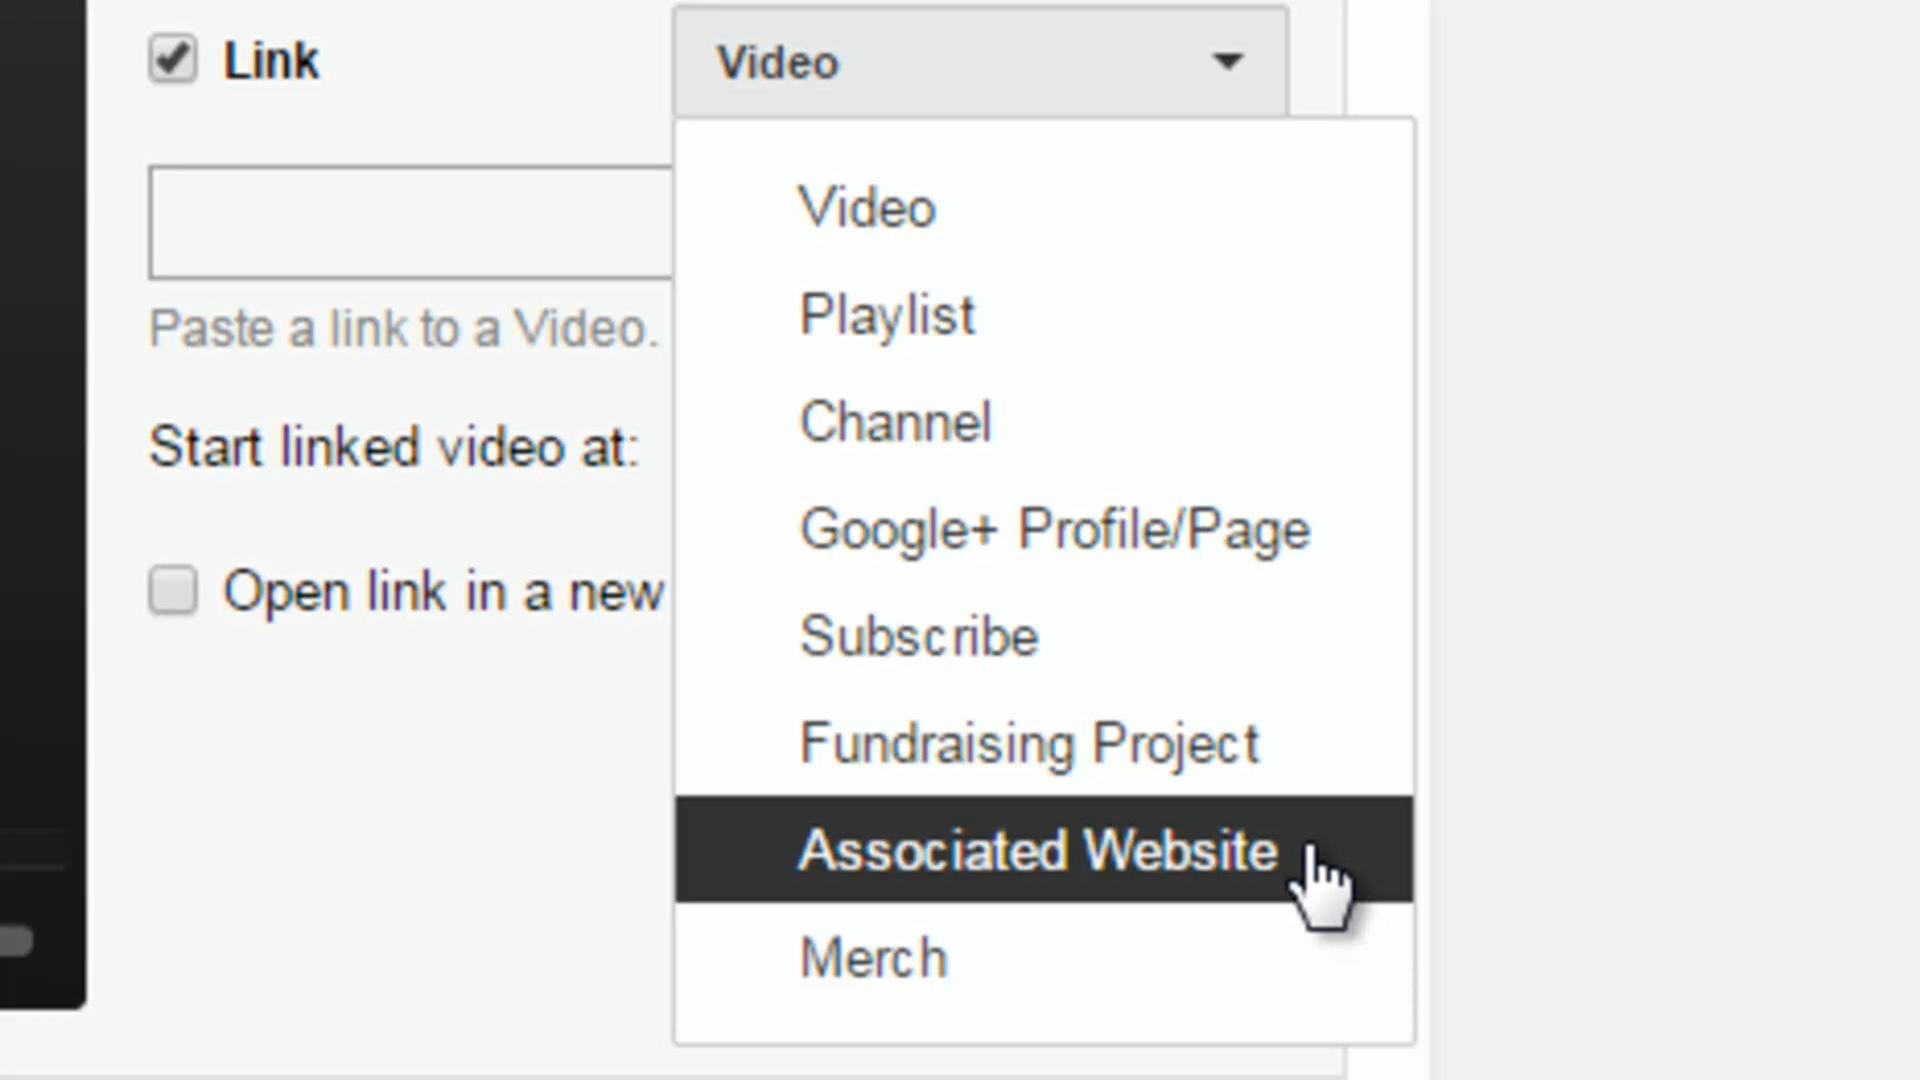 Link
Video
Paste a link to a Video.
Start linked video at:
Open link in a new
Video
Playlist
Channel
Google+ Profile/Page
Subscribe
Fundraising Project
Associated Website
Merch